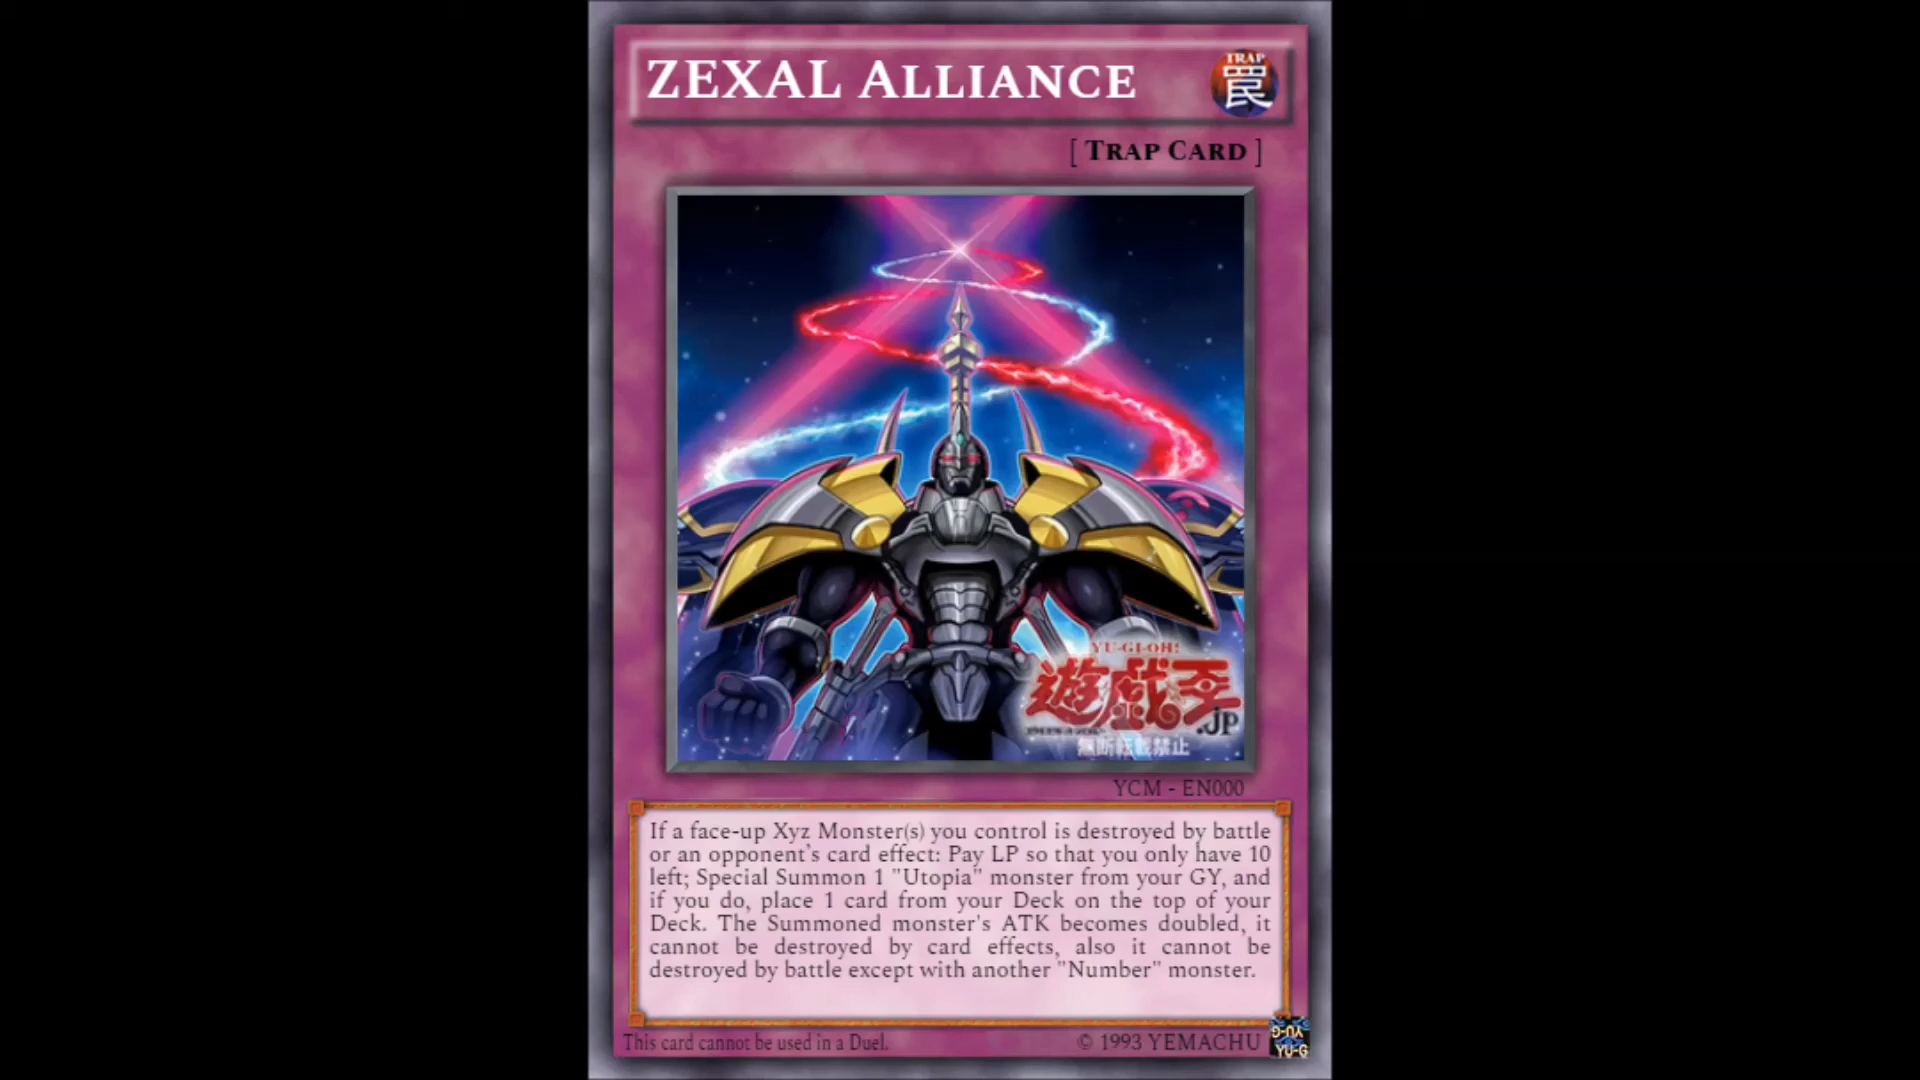 ZEXAL ALLIANCE
TRAP
罠
[ TRAP CARD ]
YU-GI-OH!
遊戯王
.jp
無断転載禁止
YCM - EN000
If a face-up Xyz Monster(s) you control is destroyed by battle
or an opponent's card effect: Pay LP so that you only have 10
left; Special Summon 1 "Utopia" monster from your GY, and
if you do, place 1 card from your Deck on the top of your
Deck. The Summoned monster's ATK becomes doubled, it
cannot be destroyed by card effects, also it cannot be
destroyed by battle except with another "Number" monster.
This card cannot be used in a Duel.
© 1993 YEMACHU
YU-G